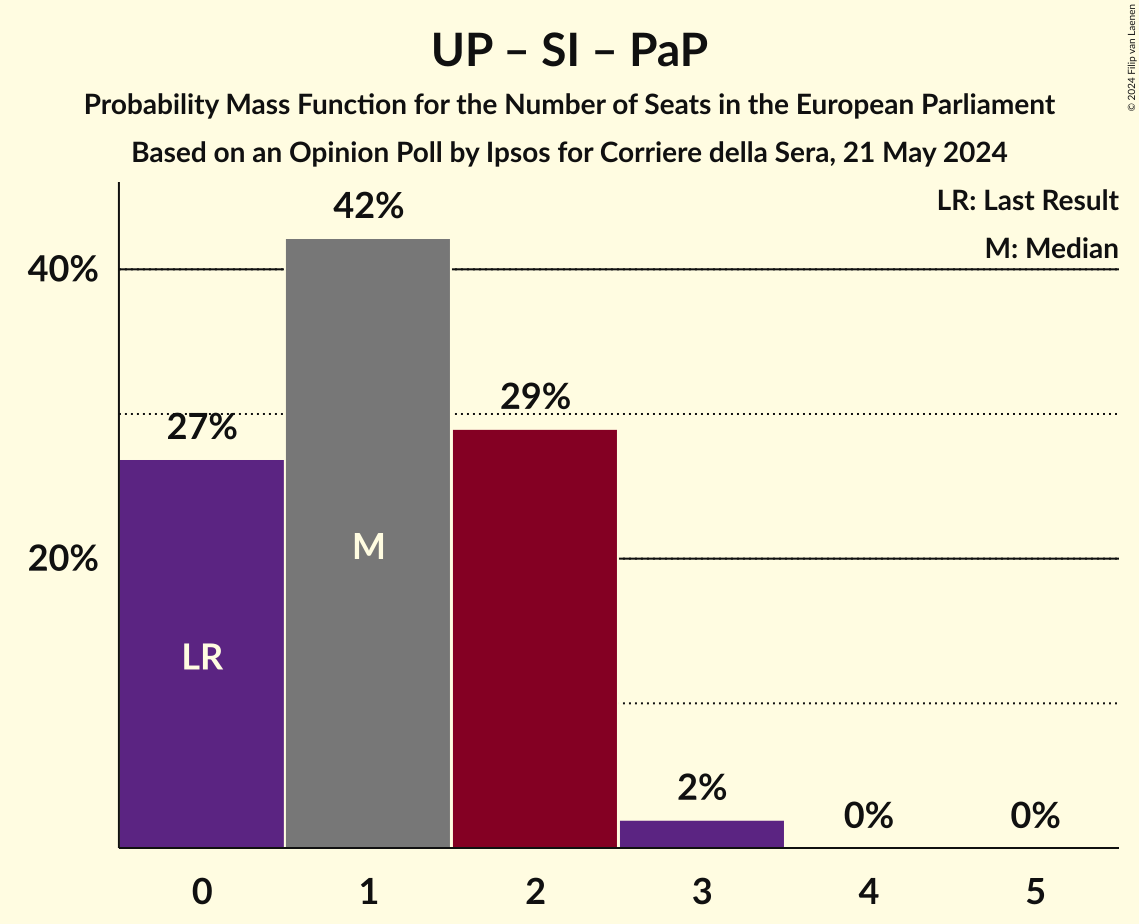 UP – SI – PaP
Probability Mass Function for the Number of Seats in the European Parliament
Based on an Opinion Poll by Ipsos for Corriere della Sera, 21 May 2024
© 2024 Filip van Laenen
LR: Last Result
M: Median
42%
40%
29%
27%
M
20%
LR
2%
0%
0%
0 1 2 3 4 5